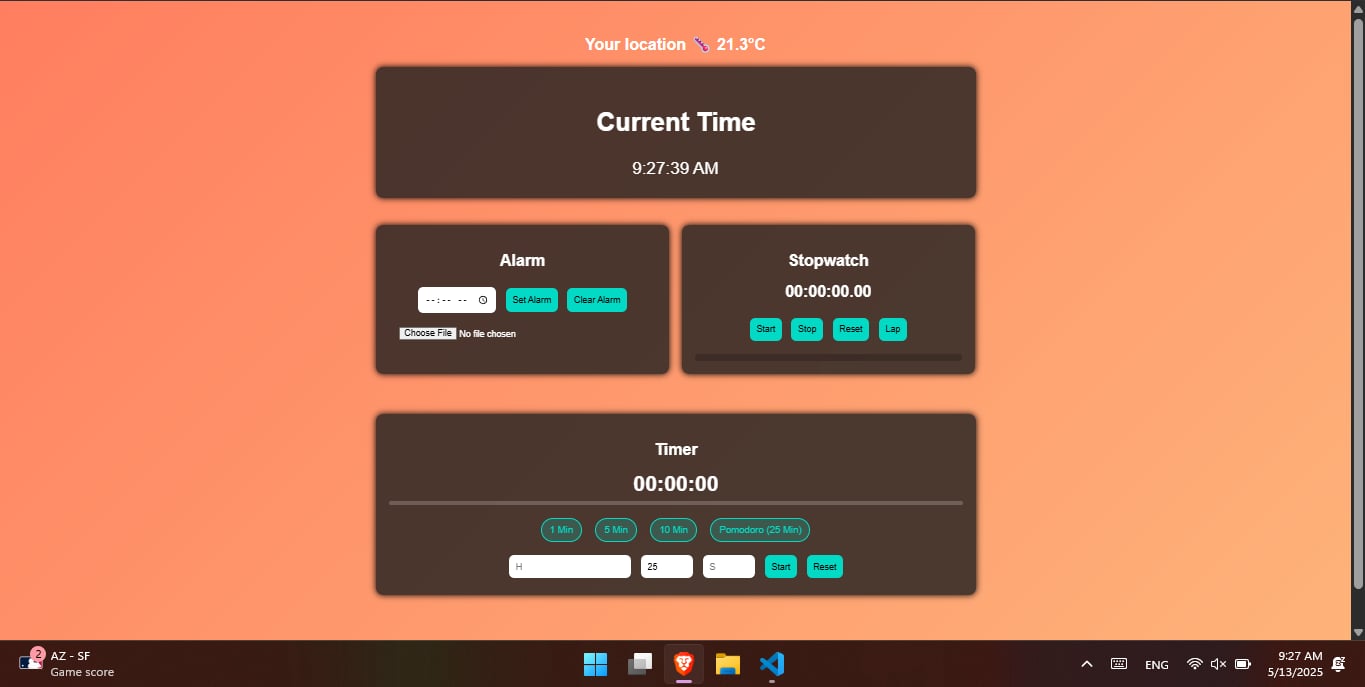 Your location 🌡️ 21.3°C
Current Time
9:27:39 AM
Alarm
--:-- -- Set Alarm Clear Alarm
Choose File No file chosen
Stopwatch
00:00:00.00
Start Stop Reset Lap
Timer
00:00:00
1 Min 5 Min 10 Min Pomodoro (25 Min)
H 25 S Start Reset
2
AZ - SF
Game score
ENG
9:27 AM
5/13/2025